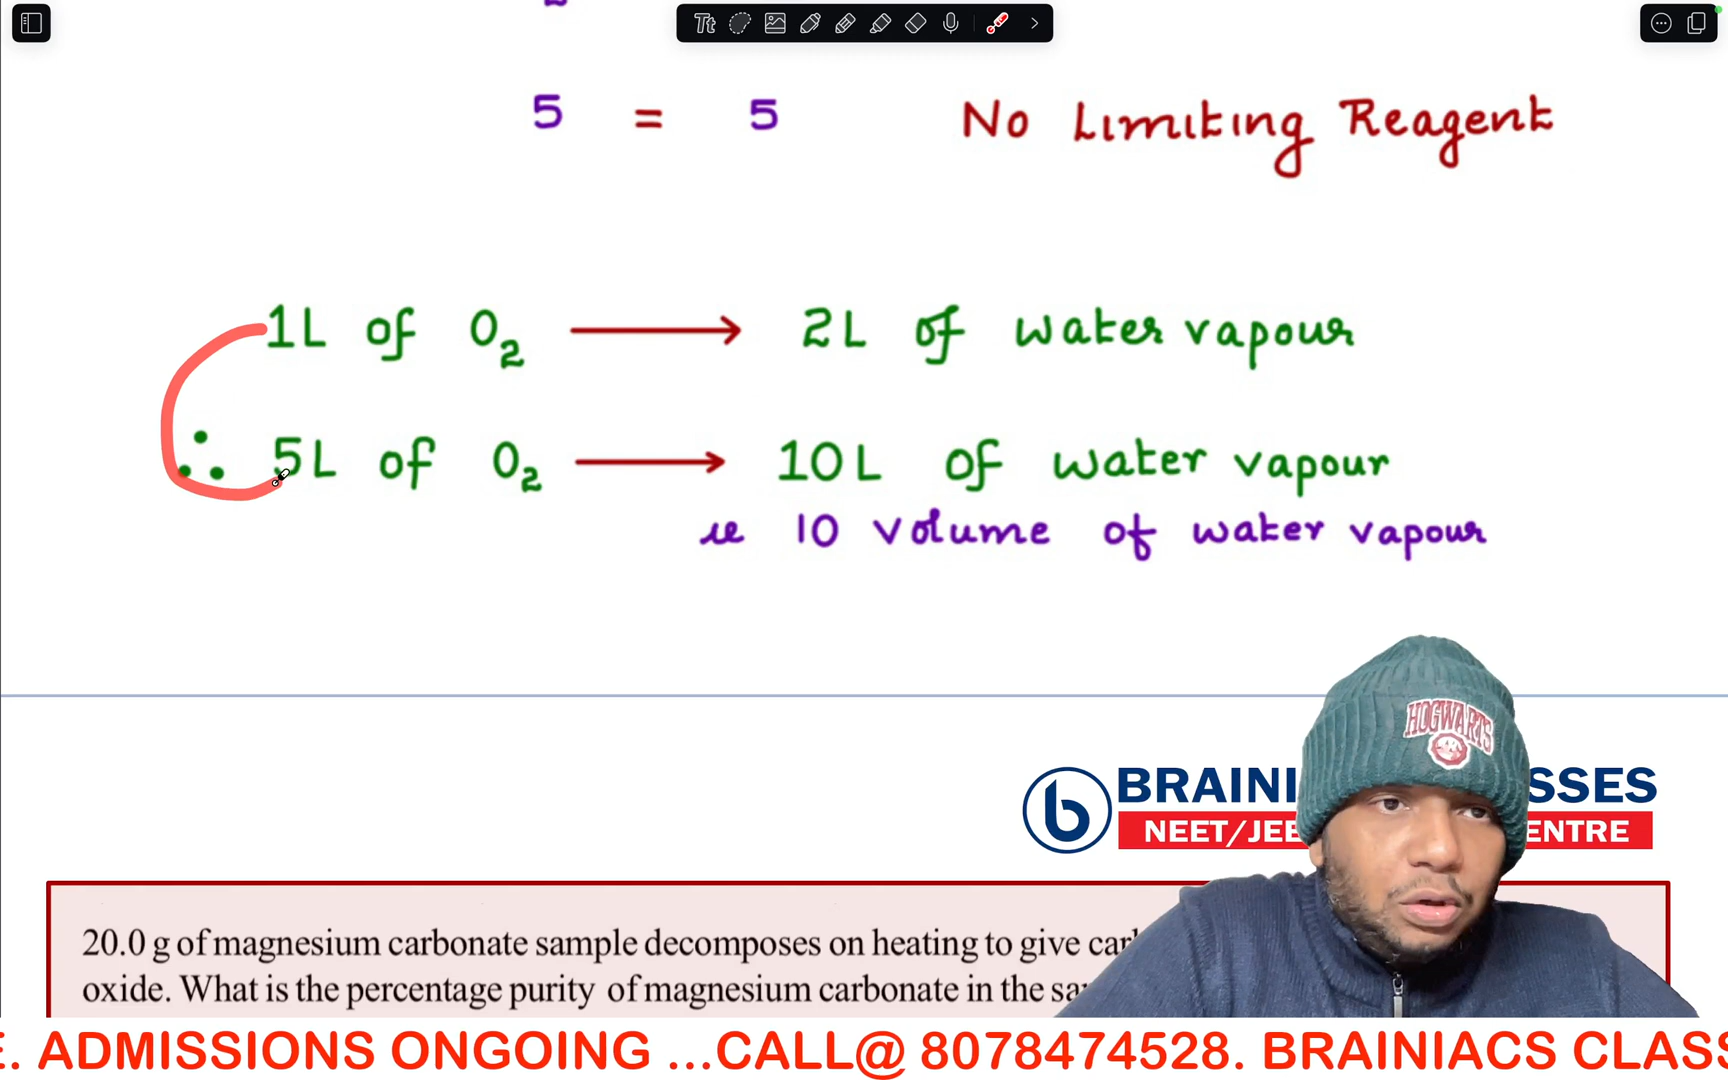 Tt
5 = 5 No Limiting Reagent
1L of O₂ → 2L of water vapour
∴ 5L of O₂ → 10L of water vapour
ie 10 volume of water vapour
HOGWARTS
b BRAINI SSES
NEET/JEE ENTRE
20.0 g of magnesium carbonate sample decomposes on heating to give
oxide. What is the percentage purity of magnesium carbonate in the
E. ADMISSIONS ONGOING ...CALL@ 8078474528. BRAINIACS CLASS